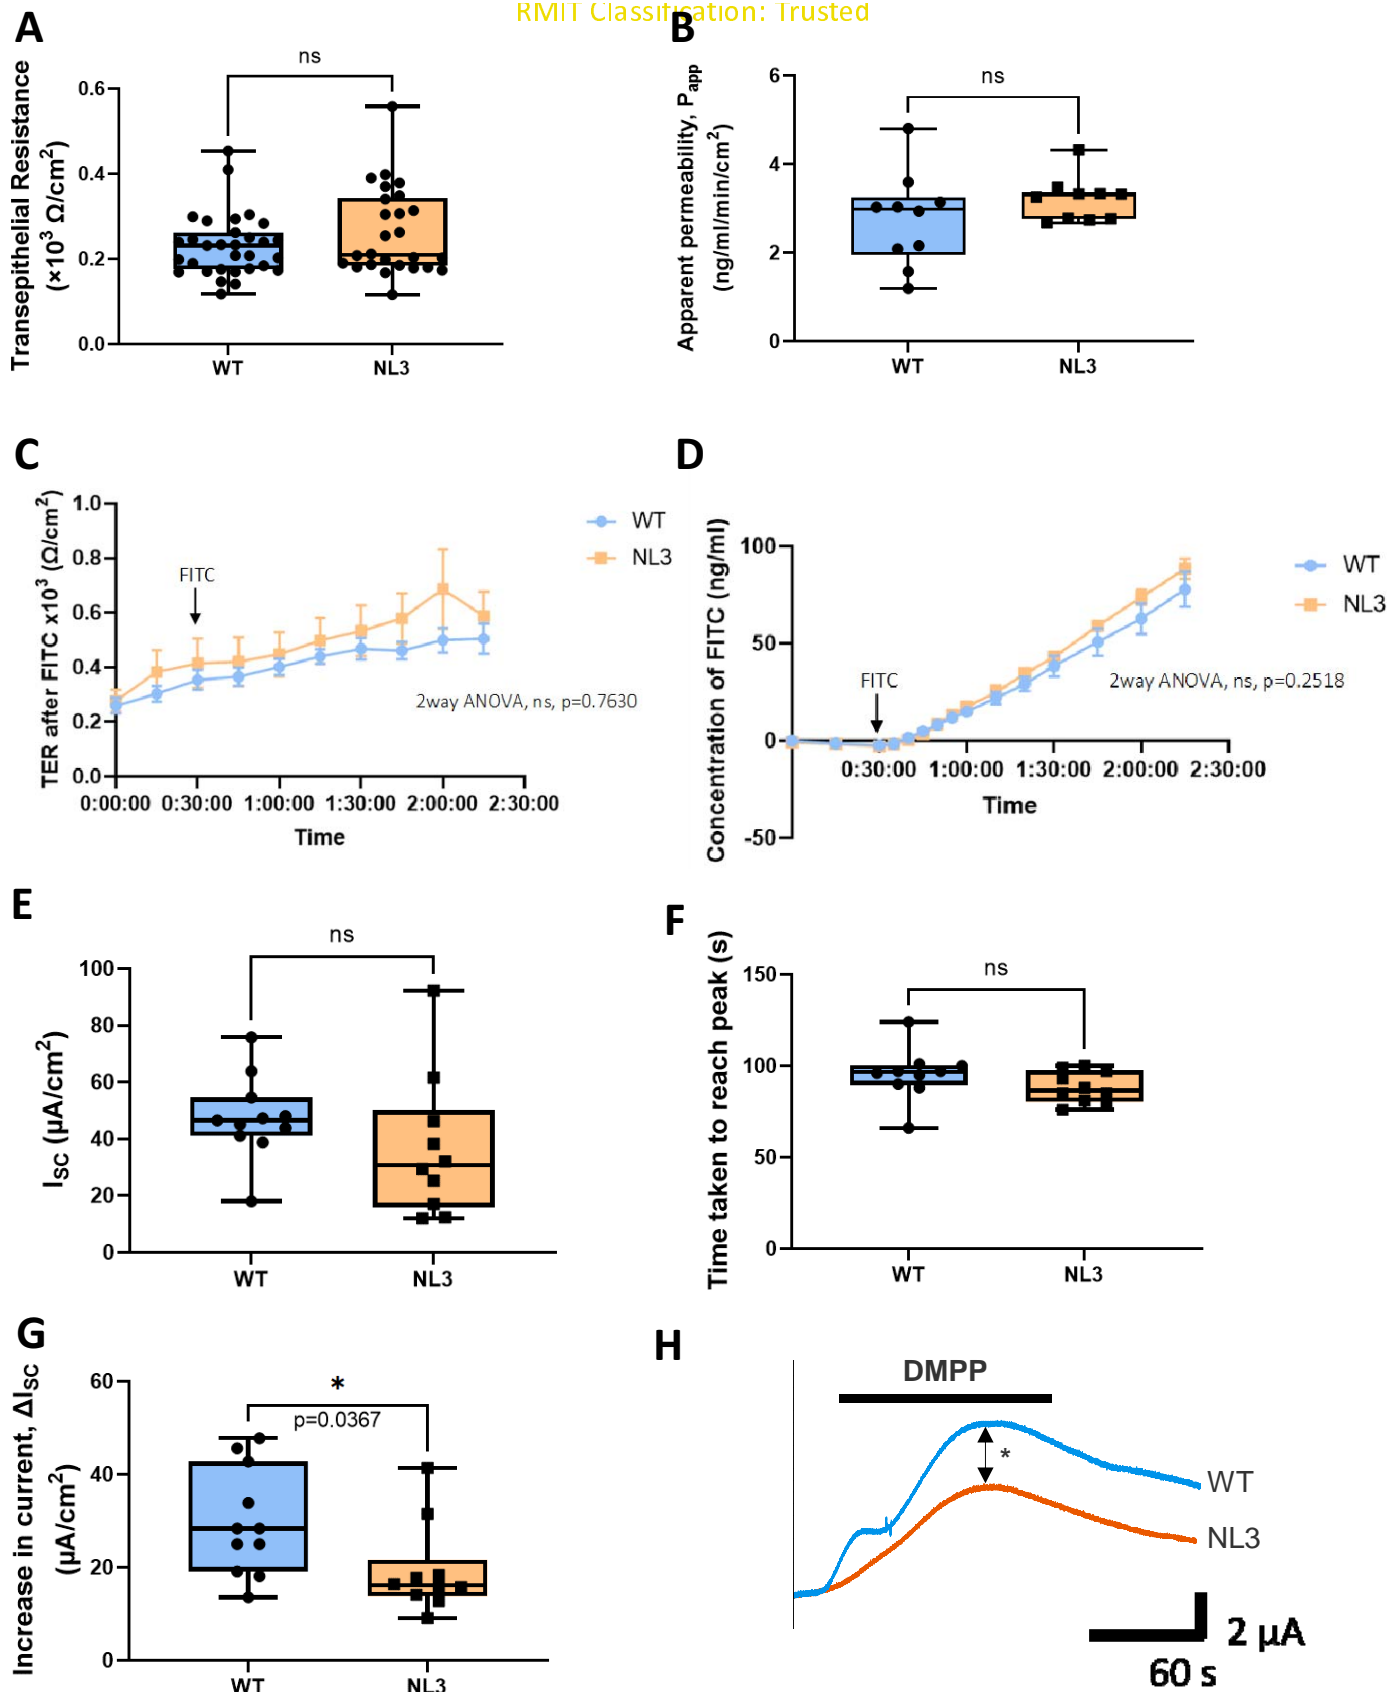 RMIT Classification: Trusted
A
ns
Transepithelial Resistance
(×10³ Ω/cm²)
0.6
0.4
0.2
0.0
WT
NL3
B
ns
Apparent permeability, Papp
(ng/ml/min/cm²)
6
4
2
0
WT
NL3
C
TER after FITC x10³ (Ω/cm²)
1.0
0.8
0.6
0.4
0.2
0.0
FITC
WT
NL3
2way ANOVA, ns, p=0.7630
0:00:00 0:30:00 1:00:00 1:30:00 2:00:00 2:30:00
Time
D
Concentration of FITC (ng/ml)
100
50
0
-50
FITC
WT
NL3
2way ANOVA, ns, p=0.2518
0:30:00 1:00:00 1:30:00 2:00:00 2:30:00
Time
E
ns
ISC (µA/cm²)
100
80
60
40
20
0
WT
NL3
F
ns
Time taken to reach peak (s)
150
100
50
0
WT
NL3
G
*
p=0.0367
Increase in current, ΔISC
(µA/cm²)
60
40
20
0
WT
NL3
H
DMPP
*
WT
NL3
2 µA
60 s